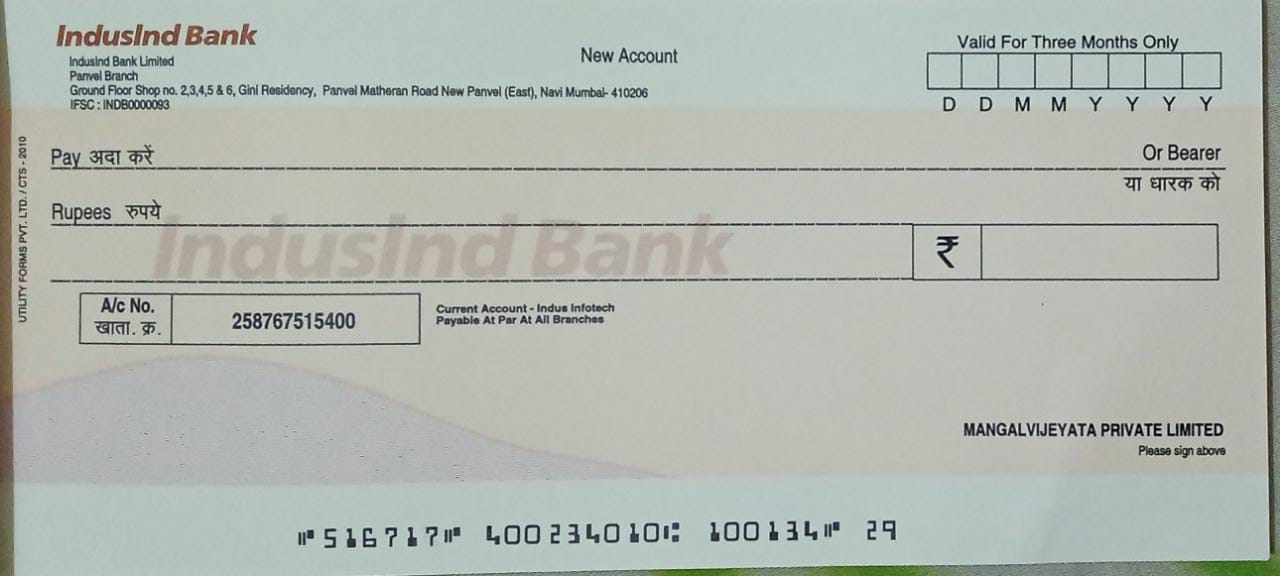 IndusInd Bank
IndusInd Bank Limited
Panvel Branch
Ground Floor Shop no. 2,3,4,5 & 6, Gini Residency, Panvel Matheran Road New Panvel (East), Navi Mumbai- 410206
IFSC : INDB0000093
New Account
Valid For Three Months Only
D D M M Y Y Y Y
Pay अदा करें
Or Bearer
या धारक को
Rupees रुपये
IndusInd Bank
₹
A/c No.
खाता. क्र.
258767515400
Current Account - Indus Infotech
Payable At Par At All Branches
MANGALVIJEYATA PRIVATE LIMITED
Please sign above
UTILITY FORMS PVT. LTD. / CTS - 2010
⑈516717⑈ 400234010⑆ 100134⑈ 29